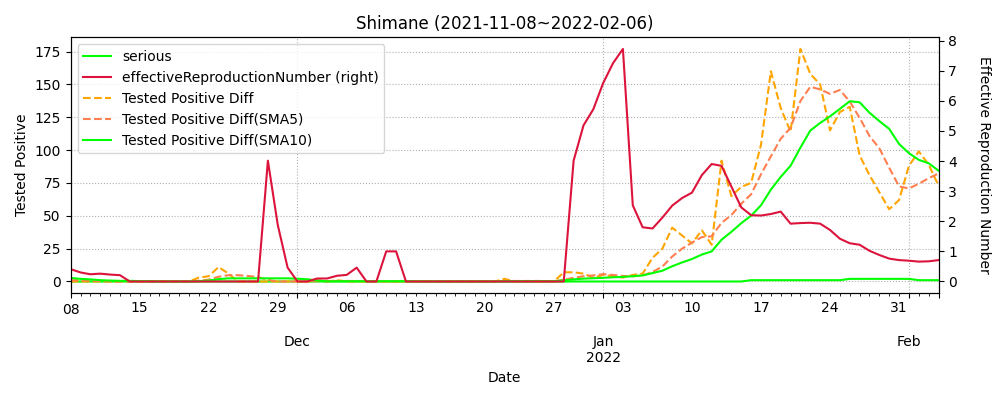 Shimane (2021-11-08~2022-02-06)
serious
effectiveReproductionNumber (right)
Tested Positive Diff
Tested Positive Diff(SMA5)
Tested Positive Diff(SMA10)
Tested Positive
175
150
125
100
75
50
25
0
8
7
6
5
4
3
2
1
0
Effective Reproduction Number
08 15 22 29 06 13 20 27 03 10 17 24 31
Dec Jan Feb
2022
Date